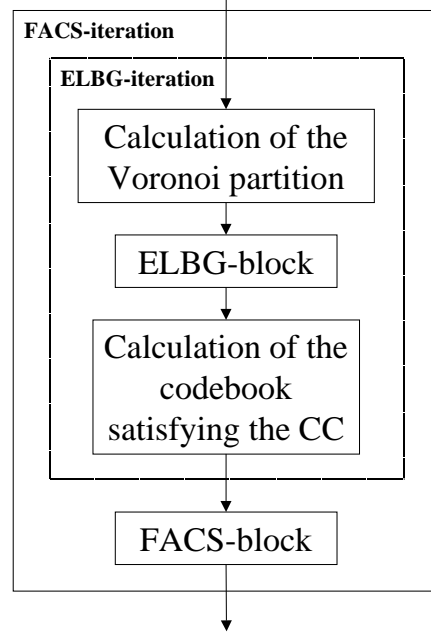 FACS-iteration
ELBG-iteration
Calculation of the
Voronoi partition
ELBG-block
Calculation of the
codebook
satisfying the CC
FACS-block